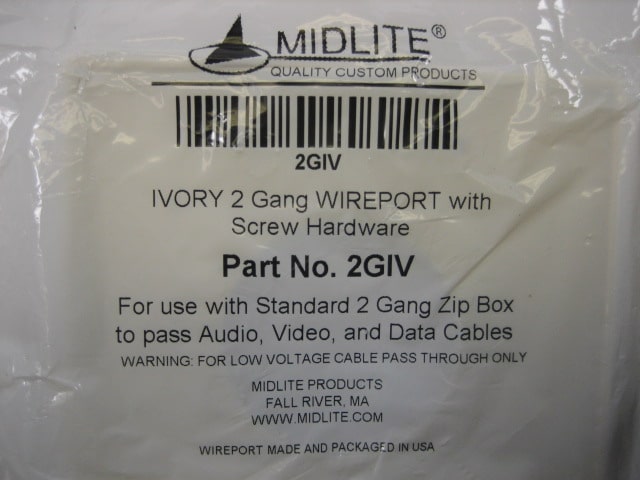 MIDLITE®
QUALITY CUSTOM PRODUCTS
2GIV
IVORY 2 Gang WIREPORT with
Screw Hardware
Part No. 2GIV
For use with Standard 2 Gang Zip Box
to pass Audio, Video, and Data Cables
WARNING: FOR LOW VOLTAGE CABLE PASS THROUGH ONLY
MIDLITE PRODUCTS
FALL RIVER, MA
WWW.MIDLITE.COM
WIREPORT MADE AND PACKAGED IN USA